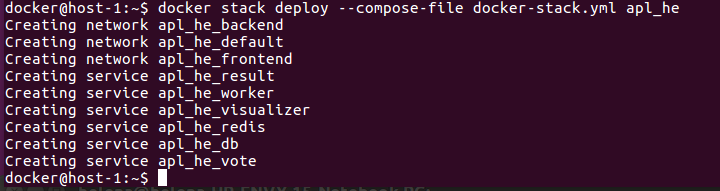 docker@host-1:~$ docker stack deploy --compose-file docker-stack.yml apl_he
Creating network apl_he_backend
Creating network apl_he_default
Creating network apl_he_frontend
Creating service apl_he_result
Creating service apl_he_worker
Creating service apl_he_visualizer
Creating service apl_he_redis
Creating service apl_he_db
Creating service apl_he_vote
docker@host-1:~$